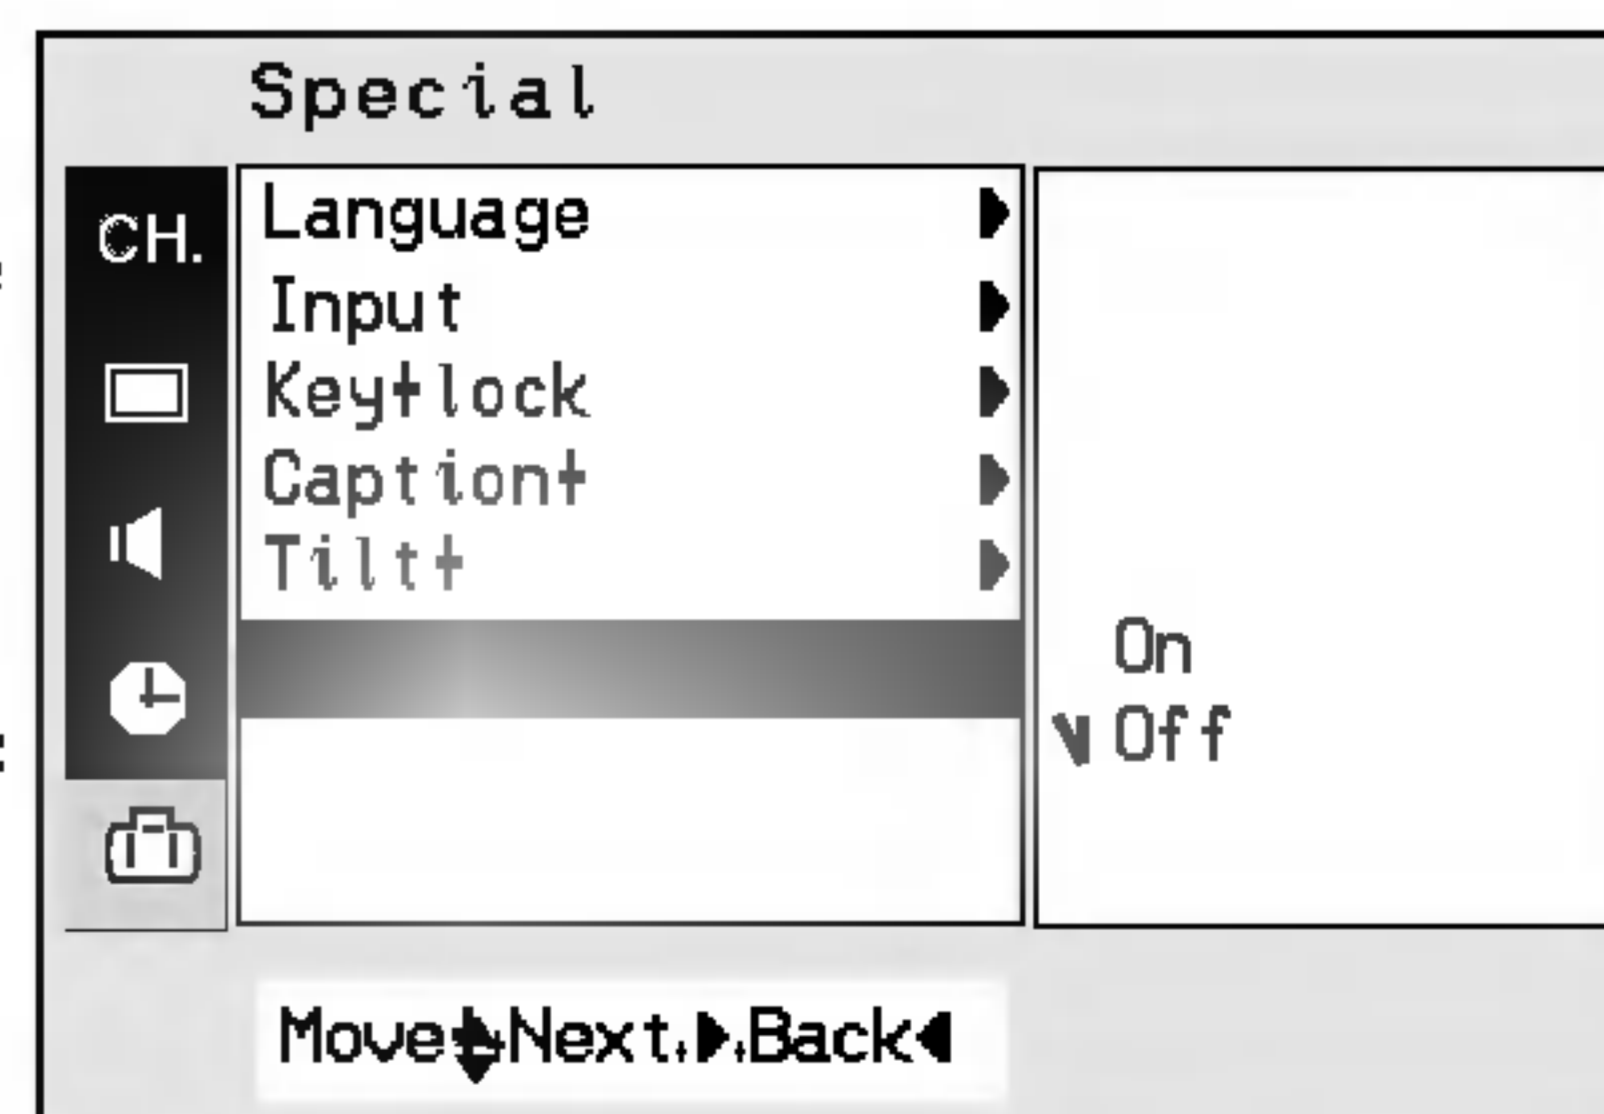 Special
CH.
Language
Input
Key lock
Caption
Tilt
On
Off
Move Next Back